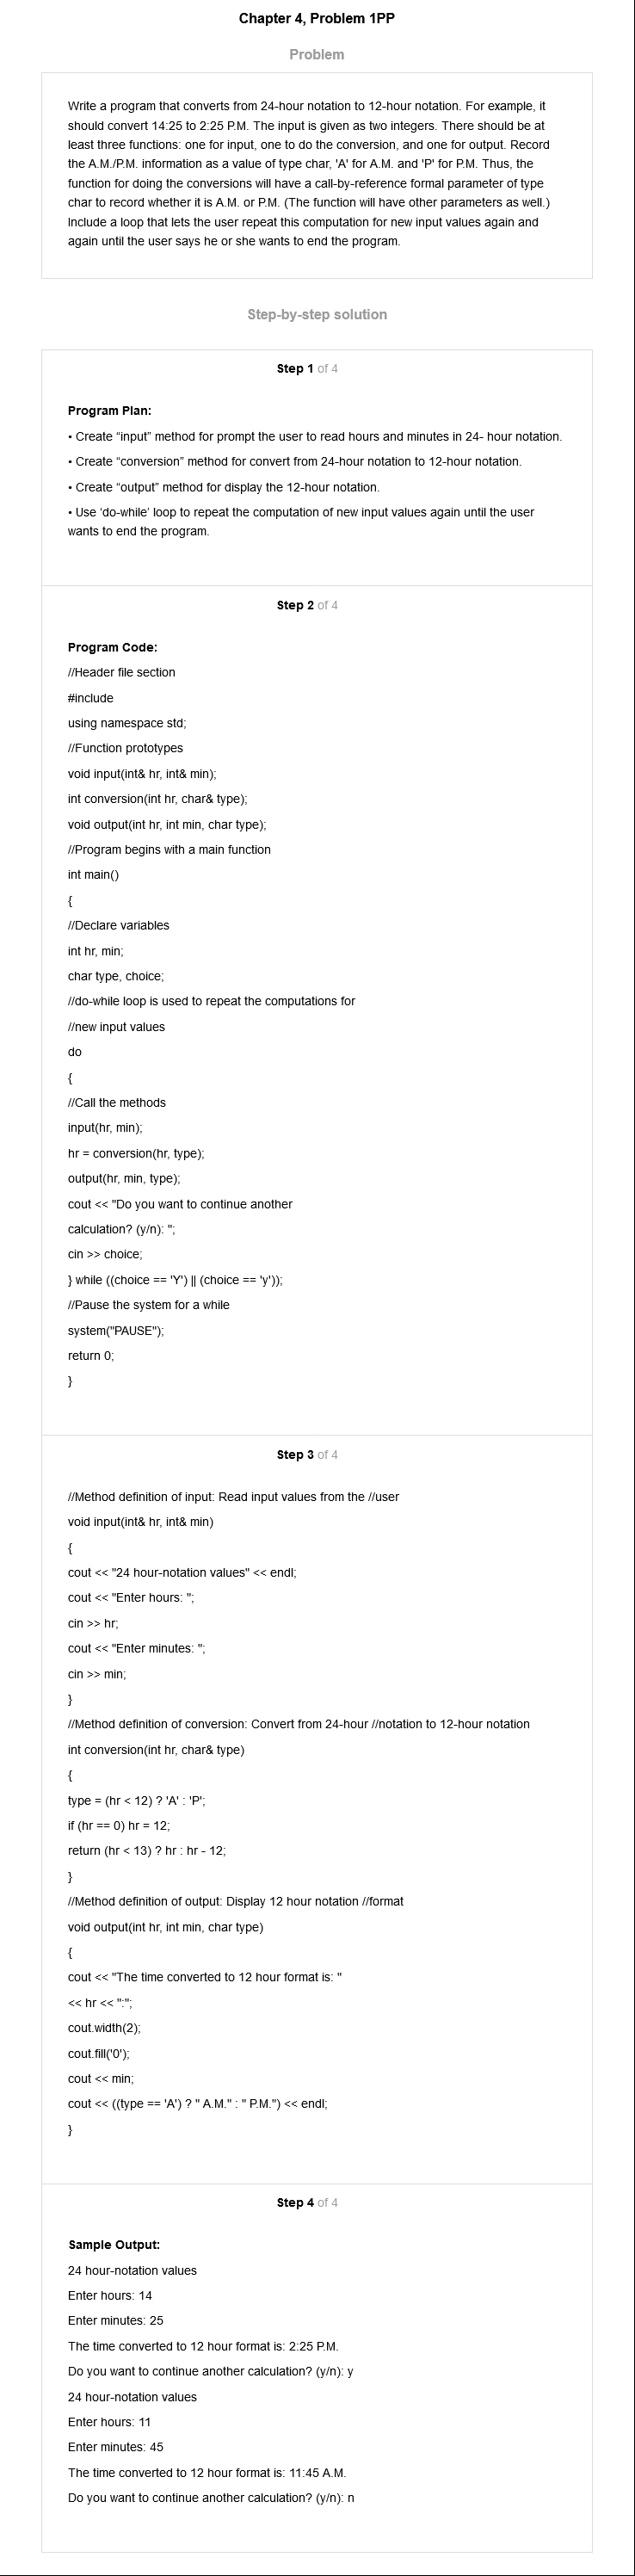 Chapter 4, Problem 1PP
Problem
Write a program that converts from 24-hour notation to 12-hour notation. For example, it
should convert 14:25 to 2:25 P.M. The input is given as two integers. There should be at
least three functions: one for input, one to do the conversion, and one for output. Record
the A.M./P.M. information as a value of type char, 'A' for A.M. and 'P' for P.M. Thus, the
function for doing the conversions will have a call-by-reference formal parameter of type
char to record whether it is A.M. or P.M. (The function will have other parameters as well.)
Include a loop that lets the user repeat this computation for new input values again and
again until the user says he or she wants to end the program.
Step-by-step solution
Step 1 of 4
Program Plan:
• Create “input” method for prompt the user to read hours and minutes in 24- hour notation.
• Create “conversion” method for convert from 24-hour notation to 12-hour notation.
• Create “output” method for display the 12-hour notation.
• Use ‘do-while’ loop to repeat the computation of new input values again until the user
wants to end the program.
Step 2 of 4
Program Code:
//Header file section
#include
using namespace std;
//Function prototypes
void input(int& hr, int& min);
int conversion(int hr, char& type);
void output(int hr, int min, char type);
//Program begins with a main function
int main()
{
//Declare variables
int hr, min;
char type, choice;
//do-while loop is used to repeat the computations for
//new input values
do
{
//Call the methods
input(hr, min);
hr = conversion(hr, type);
output(hr, min, type);
cout << "Do you want to continue another
calculation? (y/n): ";
cin >> choice;
} while ((choice == 'Y') || (choice == 'y'));
//Pause the system for a while
system("PAUSE");
return 0;
}
Step 3 of 4
//Method definition of input: Read input values from the //user
void input(int& hr, int& min)
{
cout << "24 hour-notation values" << endl;
cout << "Enter hours: ";
cin >> hr;
cout << "Enter minutes: ";
cin >> min;
}
//Method definition of conversion: Convert from 24-hour //notation to 12-hour notation
int conversion(int hr, char& type)
{
type = (hr < 12) ? 'A' : 'P';
if (hr == 0) hr = 12;
return (hr < 13) ? hr : hr - 12;
}
//Method definition of output: Display 12 hour notation //format
void output(int hr, int min, char type)
{
cout << "The time converted to 12 hour format is: "
<< hr << ":";
cout.width(2);
cout.fill('0');
cout << min;
cout << ((type == 'A') ? " A.M." : " P.M.") << endl;
}
Step 4 of 4
Sample Output:
24 hour-notation values
Enter hours: 14
Enter minutes: 25
The time converted to 12 hour format is: 2:25 P.M.
Do you want to continue another calculation? (y/n): y
24 hour-notation values
Enter hours: 11
Enter minutes: 45
The time converted to 12 hour format is: 11:45 A.M.
Do you want to continue another calculation? (y/n): n